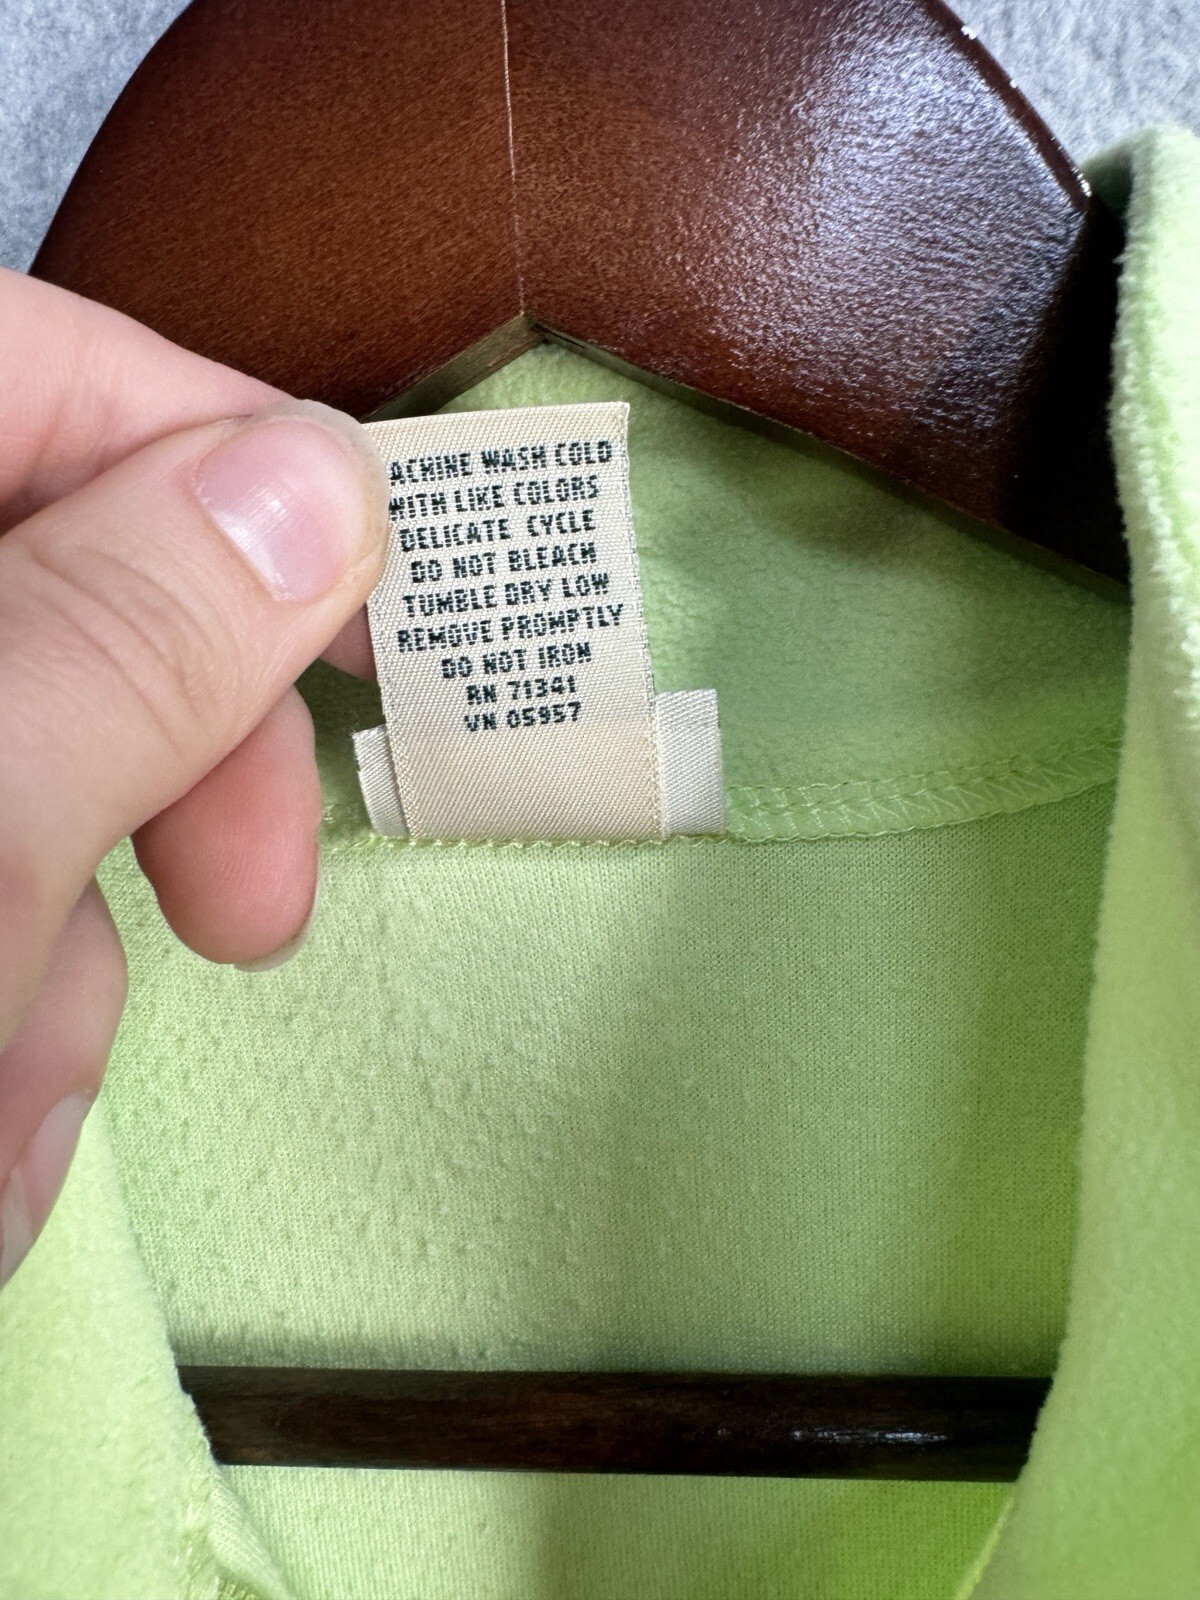 ACHINE WASH COLD
WITH LIKE COLORS
DELICATE CYCLE
DO NOT BLEACH
TUMBLE DRY LOW
REMOVE PROMPTLY
DO NOT IRON
RN 71341
VN 05957